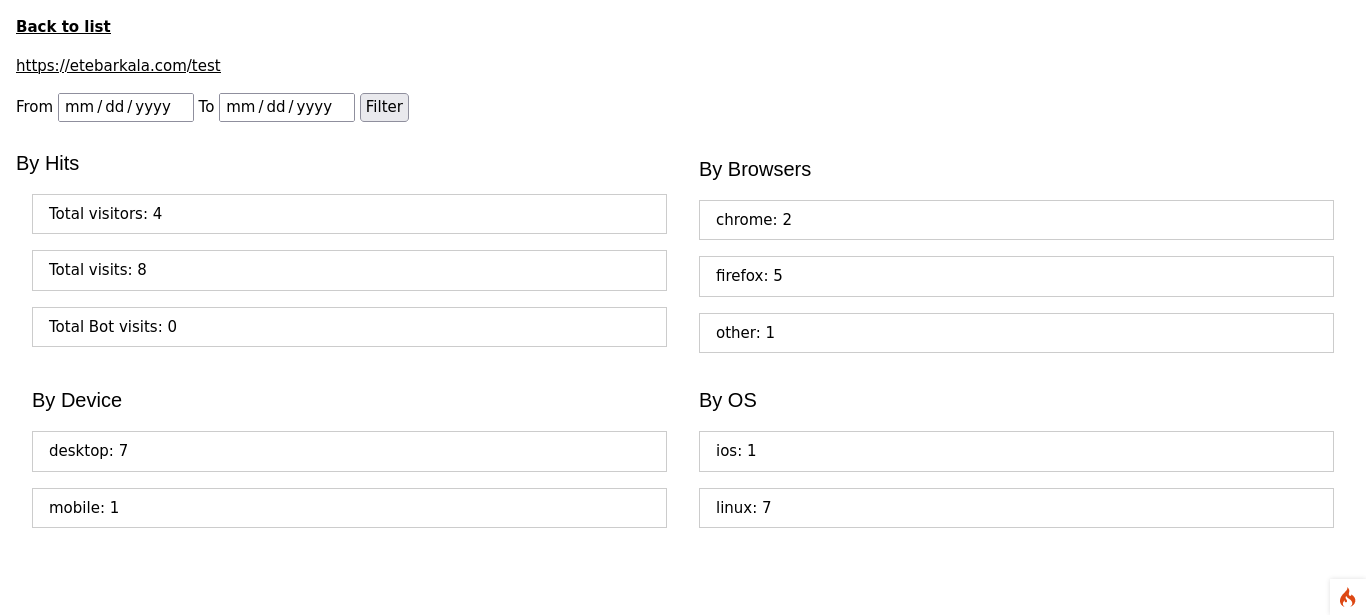 Back to list
https://etebarkala.com/test
From mm/dd/yyyy To mm/dd/yyyy Filter
By Hits
Total visitors: 4
Total visits: 8
Total Bot visits: 0
By Browsers
chrome: 2
firefox: 5
other: 1
By Device
desktop: 7
mobile: 1
By OS
ios: 1
linux: 7